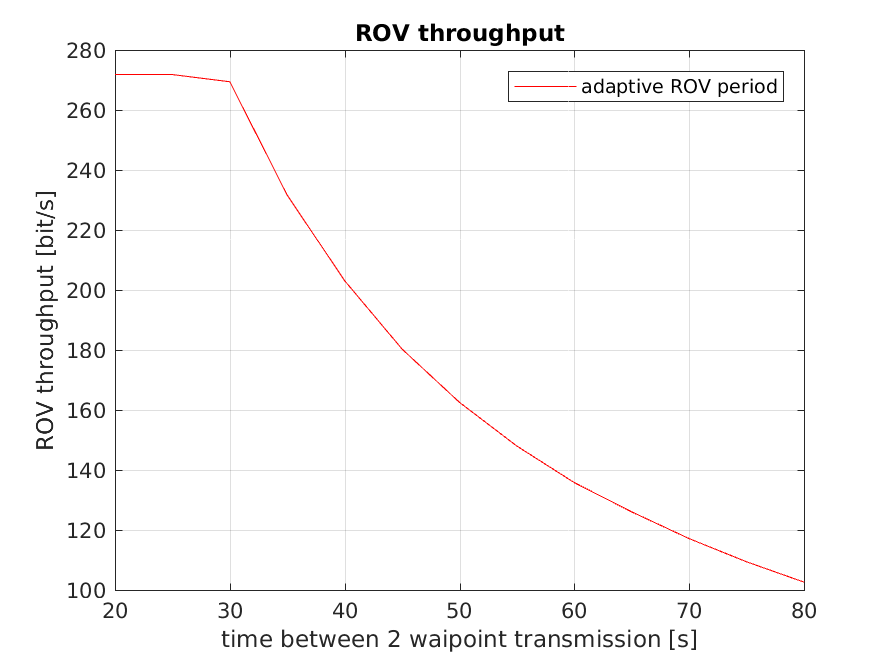 ROV throughput
adaptive ROV period
ROV throughput [bit/s]
280
260
240
220
200
180
160
140
120
100
20 30 40 50 60 70 80
time between 2 waipoint transmission [s]